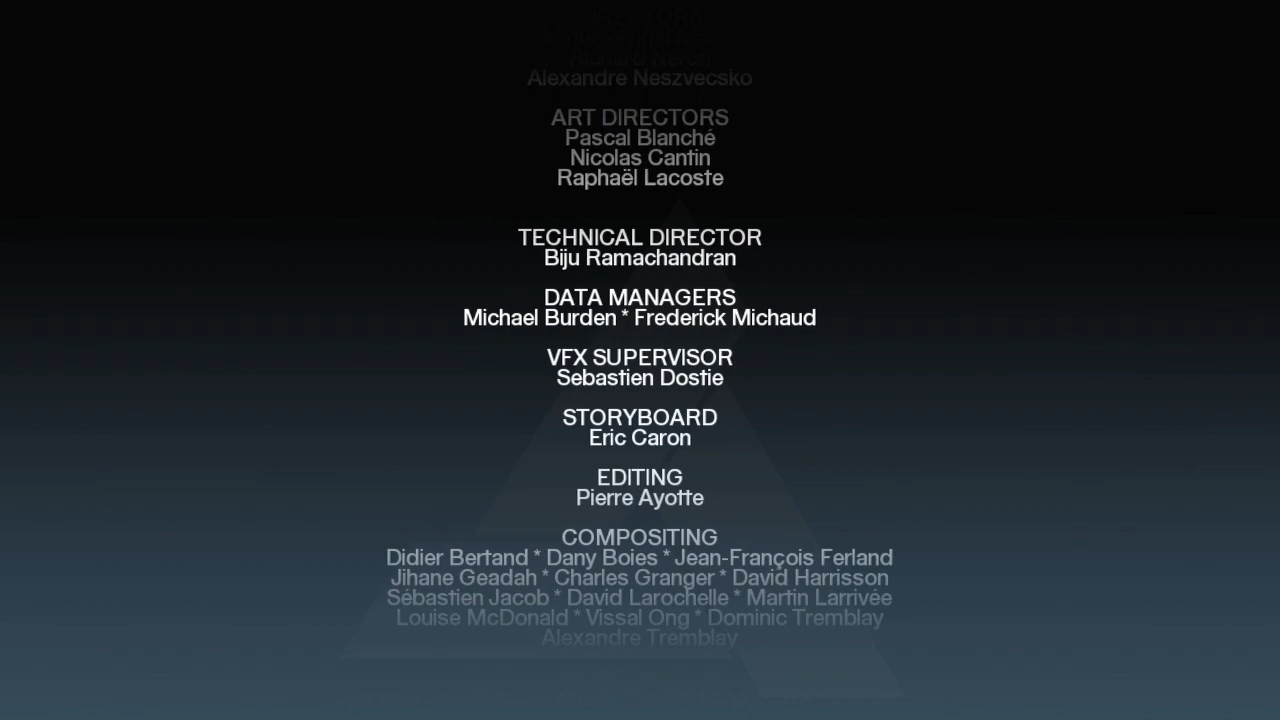 DIRECTORS
Alexandre Neszvecsko
ART DIRECTORS
Pascal Blanché
Nicolas Cantin
Raphaël Lacoste
TECHNICAL DIRECTOR
Biju Ramachandran
DATA MANAGERS
Michael Burden * Frederick Michaud
VFX SUPERVISOR
Sebastien Dostie
STORYBOARD
Eric Caron
EDITING
Pierre Ayotte
COMPOSITING
Didier Bertand * Dany Boies * Jean-François Ferland
Jihane Geadah * Charles Granger * David Harrisson
Sébastien Jacob * David Larochelle * Martin Larrivée
Louise McDonald * Vissal Ong * Dominic Tremblay
Alexandre Tremblay